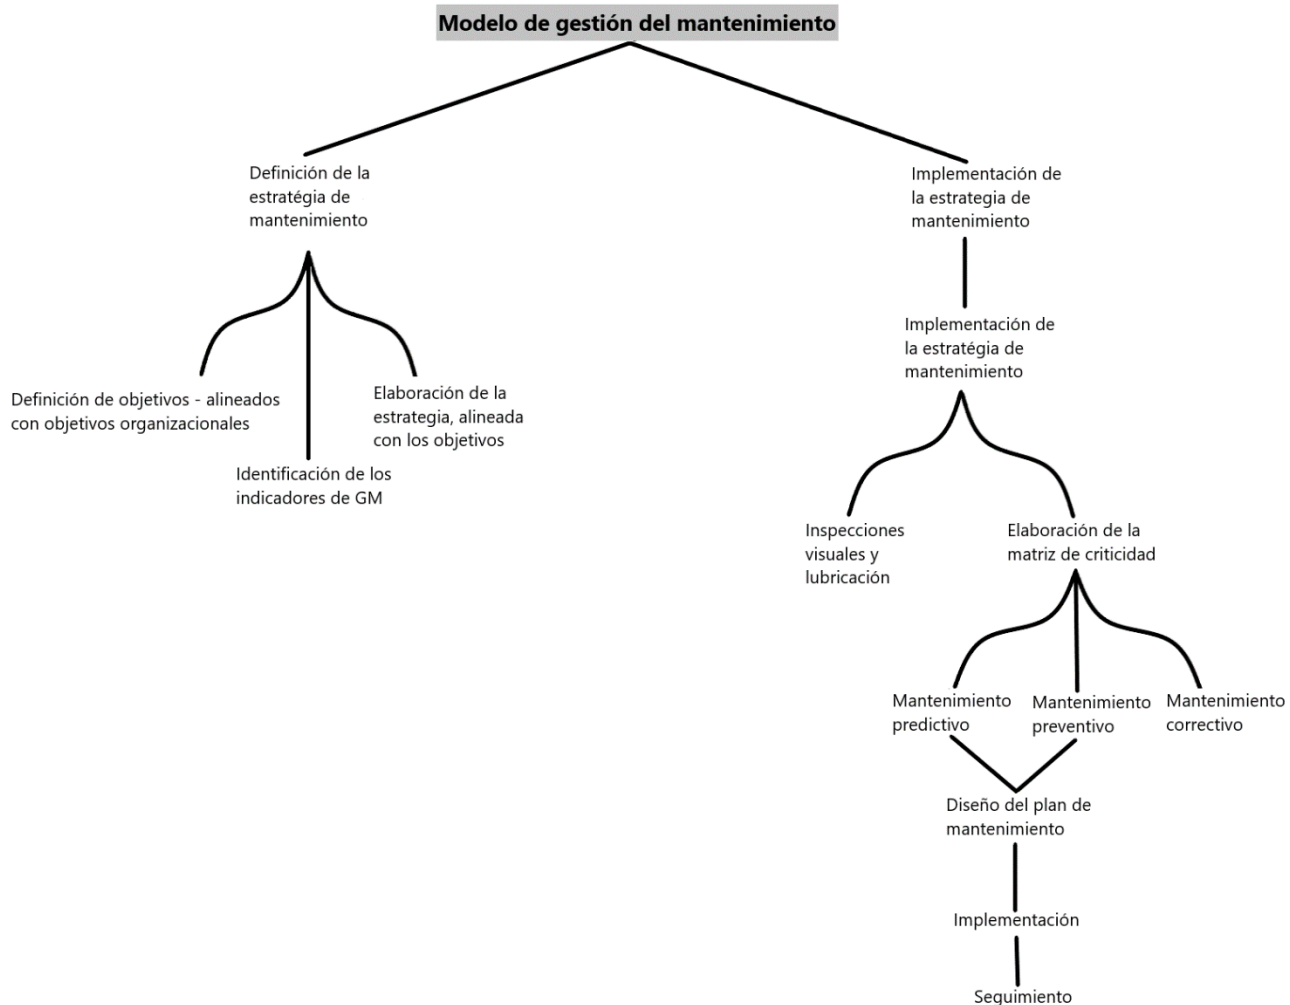 Modelo de gestión del mantenimiento
Definición de la
estratégia de
mantenimiento
Implementación de
la estrategia de
mantenimiento
Implementación de
la estratégia de
mantenimiento
Definición de objetivos - alineados
con objetivos organizacionales
Elaboración de la
estrategia, alineada
con los objetivos
Identificación de los
indicadores de GM
Inspecciones
visuales y
lubricación
Elaboración de la
matriz de criticidad
Mantenimiento
predictivo
Mantenimiento
preventivo
Mantenimiento
correctivo
Diseño del plan de
mantenimiento
Implementación
Seguimiento